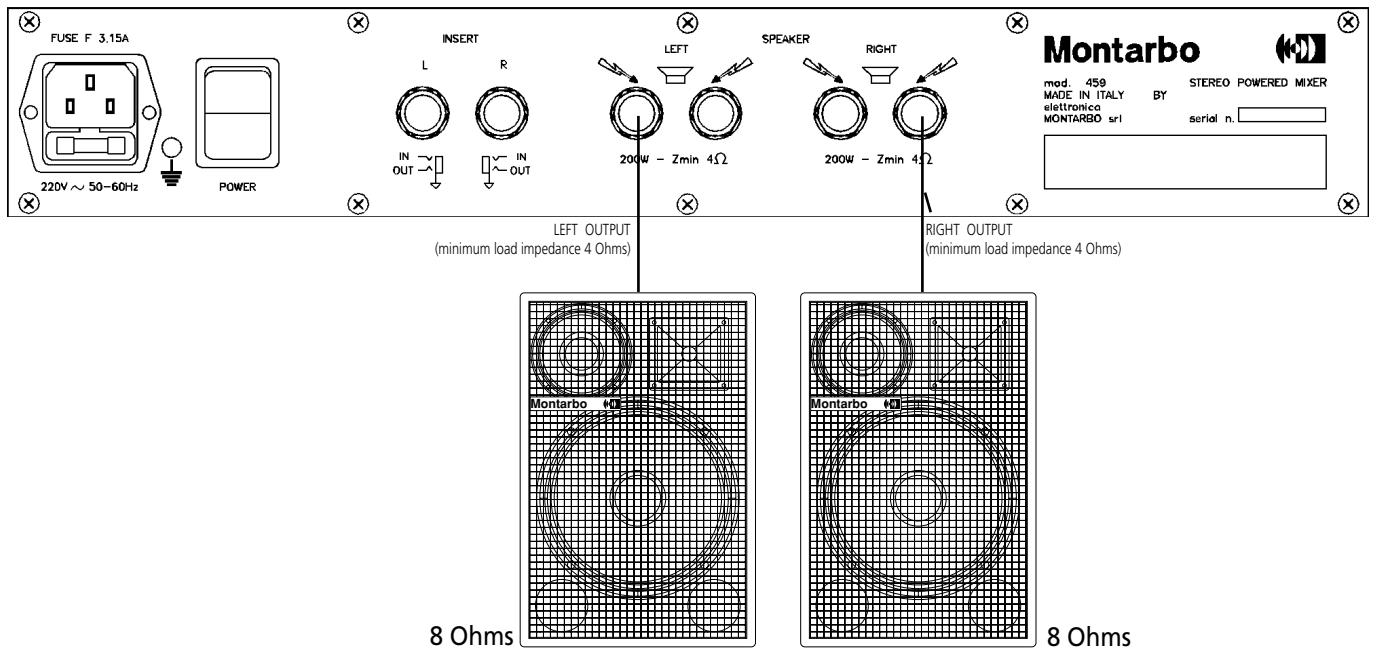 FUSE F 3.15A
220V ~ 50-60Hz
POWER
INSERT
L R
IN
OUT
IN
OUT
SPEAKER
LEFT
RIGHT
200W - Zmin 4Ω
200W - Zmin 4Ω
Montarbo
mod. 459 STEREO POWERED MIXER
MADE IN ITALY BY
elettronica
MONTARBO srl serial n.
LEFT OUTPUT
(minimum load impedance 4 Ohms)
RIGHT OUTPUT
(minimum load impedance 4 Ohms)
Montarbo
Montarbo
8 Ohms
8 Ohms